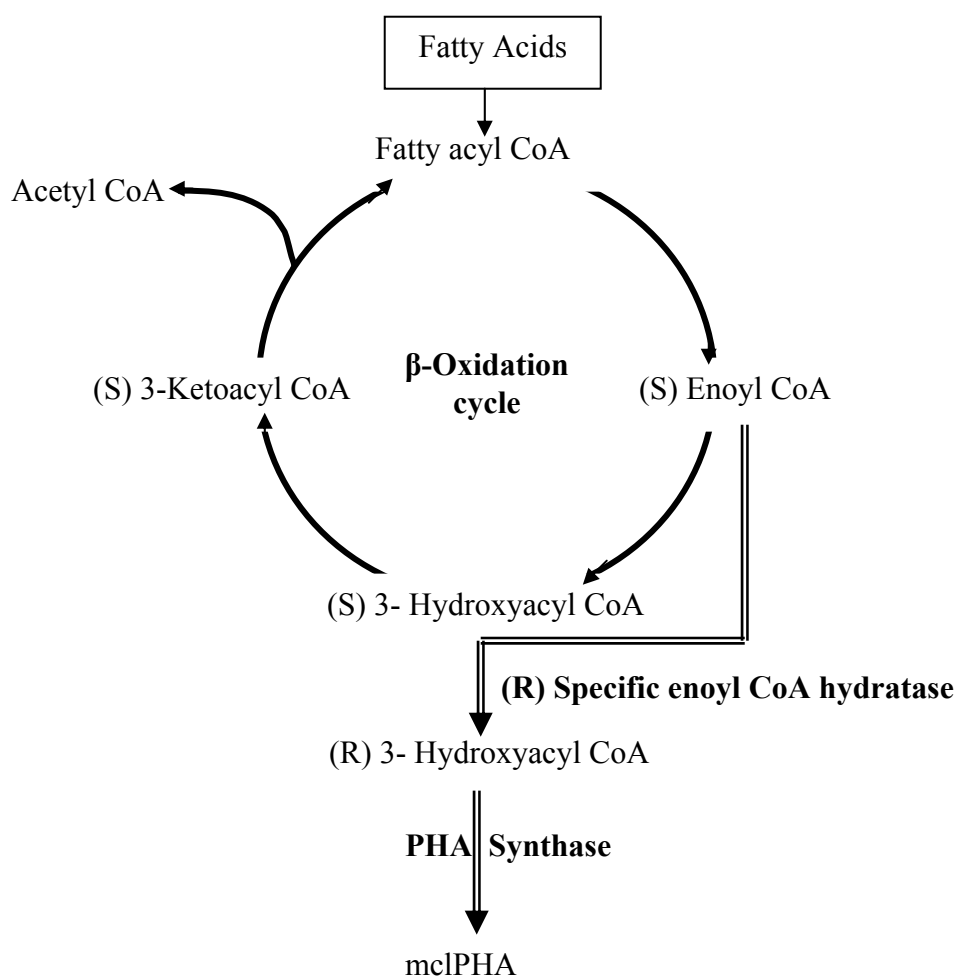 Fatty Acids
Fatty acyl CoA
Acetyl CoA
β-Oxidation
cycle
(S) 3-Ketoacyl CoA
(S) Enoyl CoA
(S) 3- Hydroxyacyl CoA
(R) Specific enoyl CoA hydratase
(R) 3- Hydroxyacyl CoA
PHA Synthase
mclPHA